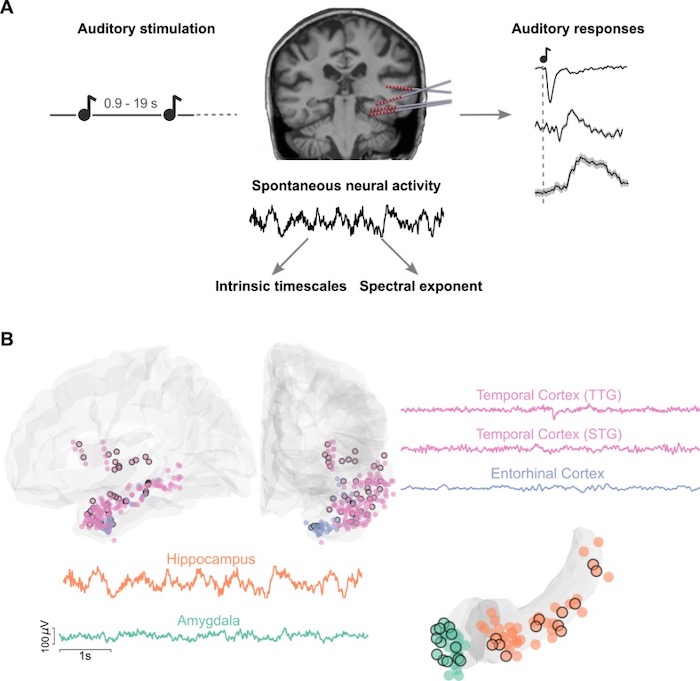 A
Auditory stimulation
Auditory responses
0.9 - 19 s
Spontaneous neural activity
Intrinsic timescales
Spectral exponent
B
Temporal Cortex (TTG)
Temporal Cortex (STG)
Entorhinal Cortex
Hippocampus
Amygdala
100 µV
1s